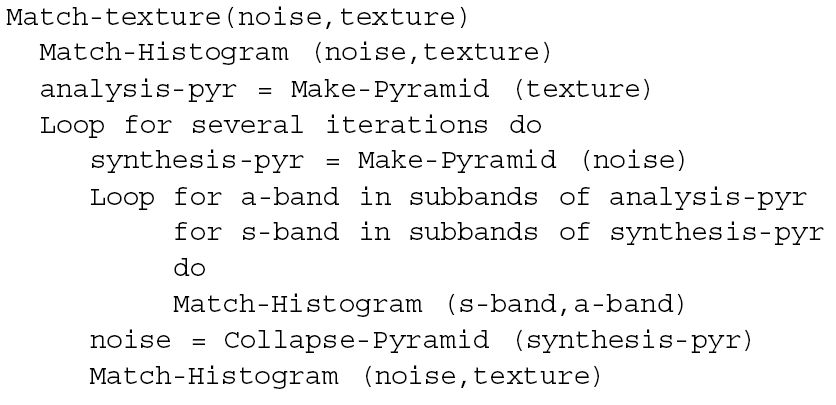 Match-texture(noise,texture)
Match-Histogram (noise,texture)
analysis-pyr = Make-Pyramid (texture)
Loop for several iterations do
synthesis-pyr = Make-Pyramid (noise)
Loop for a-band in subbands of analysis-pyr
for s-band in subbands of synthesis-pyr
do
Match-Histogram (s-band,a-band)
noise = Collapse-Pyramid (synthesis-pyr)
Match-Histogram (noise,texture)